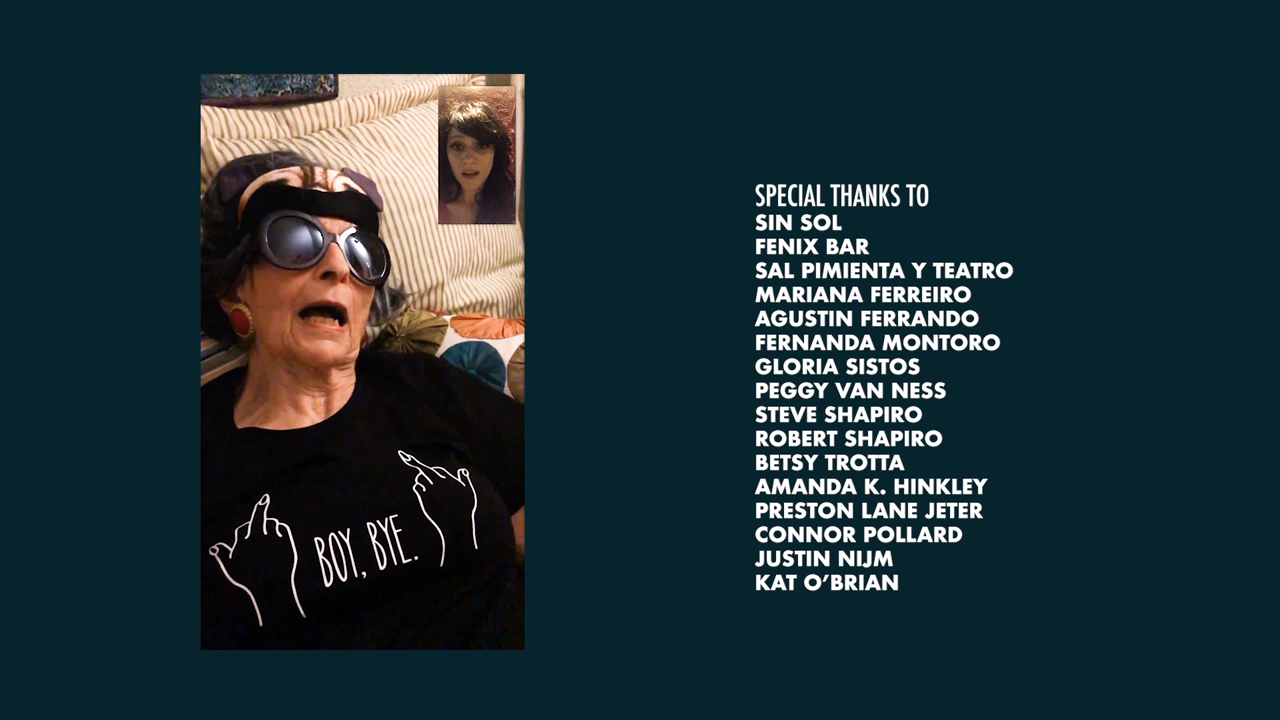 BOY, BYE.
SPECIAL THANKS TO
SIN SOL
FENIX BAR
SAL PIMIENTA Y TEATRO
MARIANA FERREIRO
AGUSTIN FERRANDO
FERNANDA MONTORO
GLORIA SISTOS
PEGGY VAN NESS
STEVE SHAPIRO
ROBERT SHAPIRO
BETSY TROTTA
AMANDA K. HINKLEY
PRESTON LANE JETER
CONNOR POLLARD
JUSTIN NIJM
KAT O’BRIAN